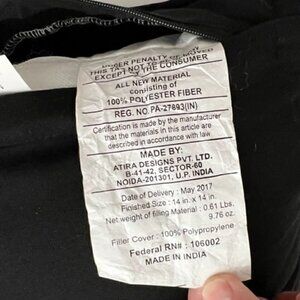 UNDER PENALTY OF
THIS TAG NOT TO BE REMOVED
EXCEPT BY THE CONSUMER
ALL NEW MATERIAL
consisting of
100% POLYESTER FIBER
REG. NO. PA-27893(IN)
Certification is made by the manufacturer
that the materials in this article are
described in accordance with law.
MADE BY:
ATIRA DESIGNS PVT. LTD.
B-41-42, SECTOR-60
NOIDA-201301, U.P. INDIA
Date of Delivery : May 2017
Finished Size : 14 in x 14 in.
Net weight of filling Material : 0.61 Lbs.
9.76 oz.
Filler Cover : 100% Polypropylene
Federal RN# : 106002
MADE IN INDIA